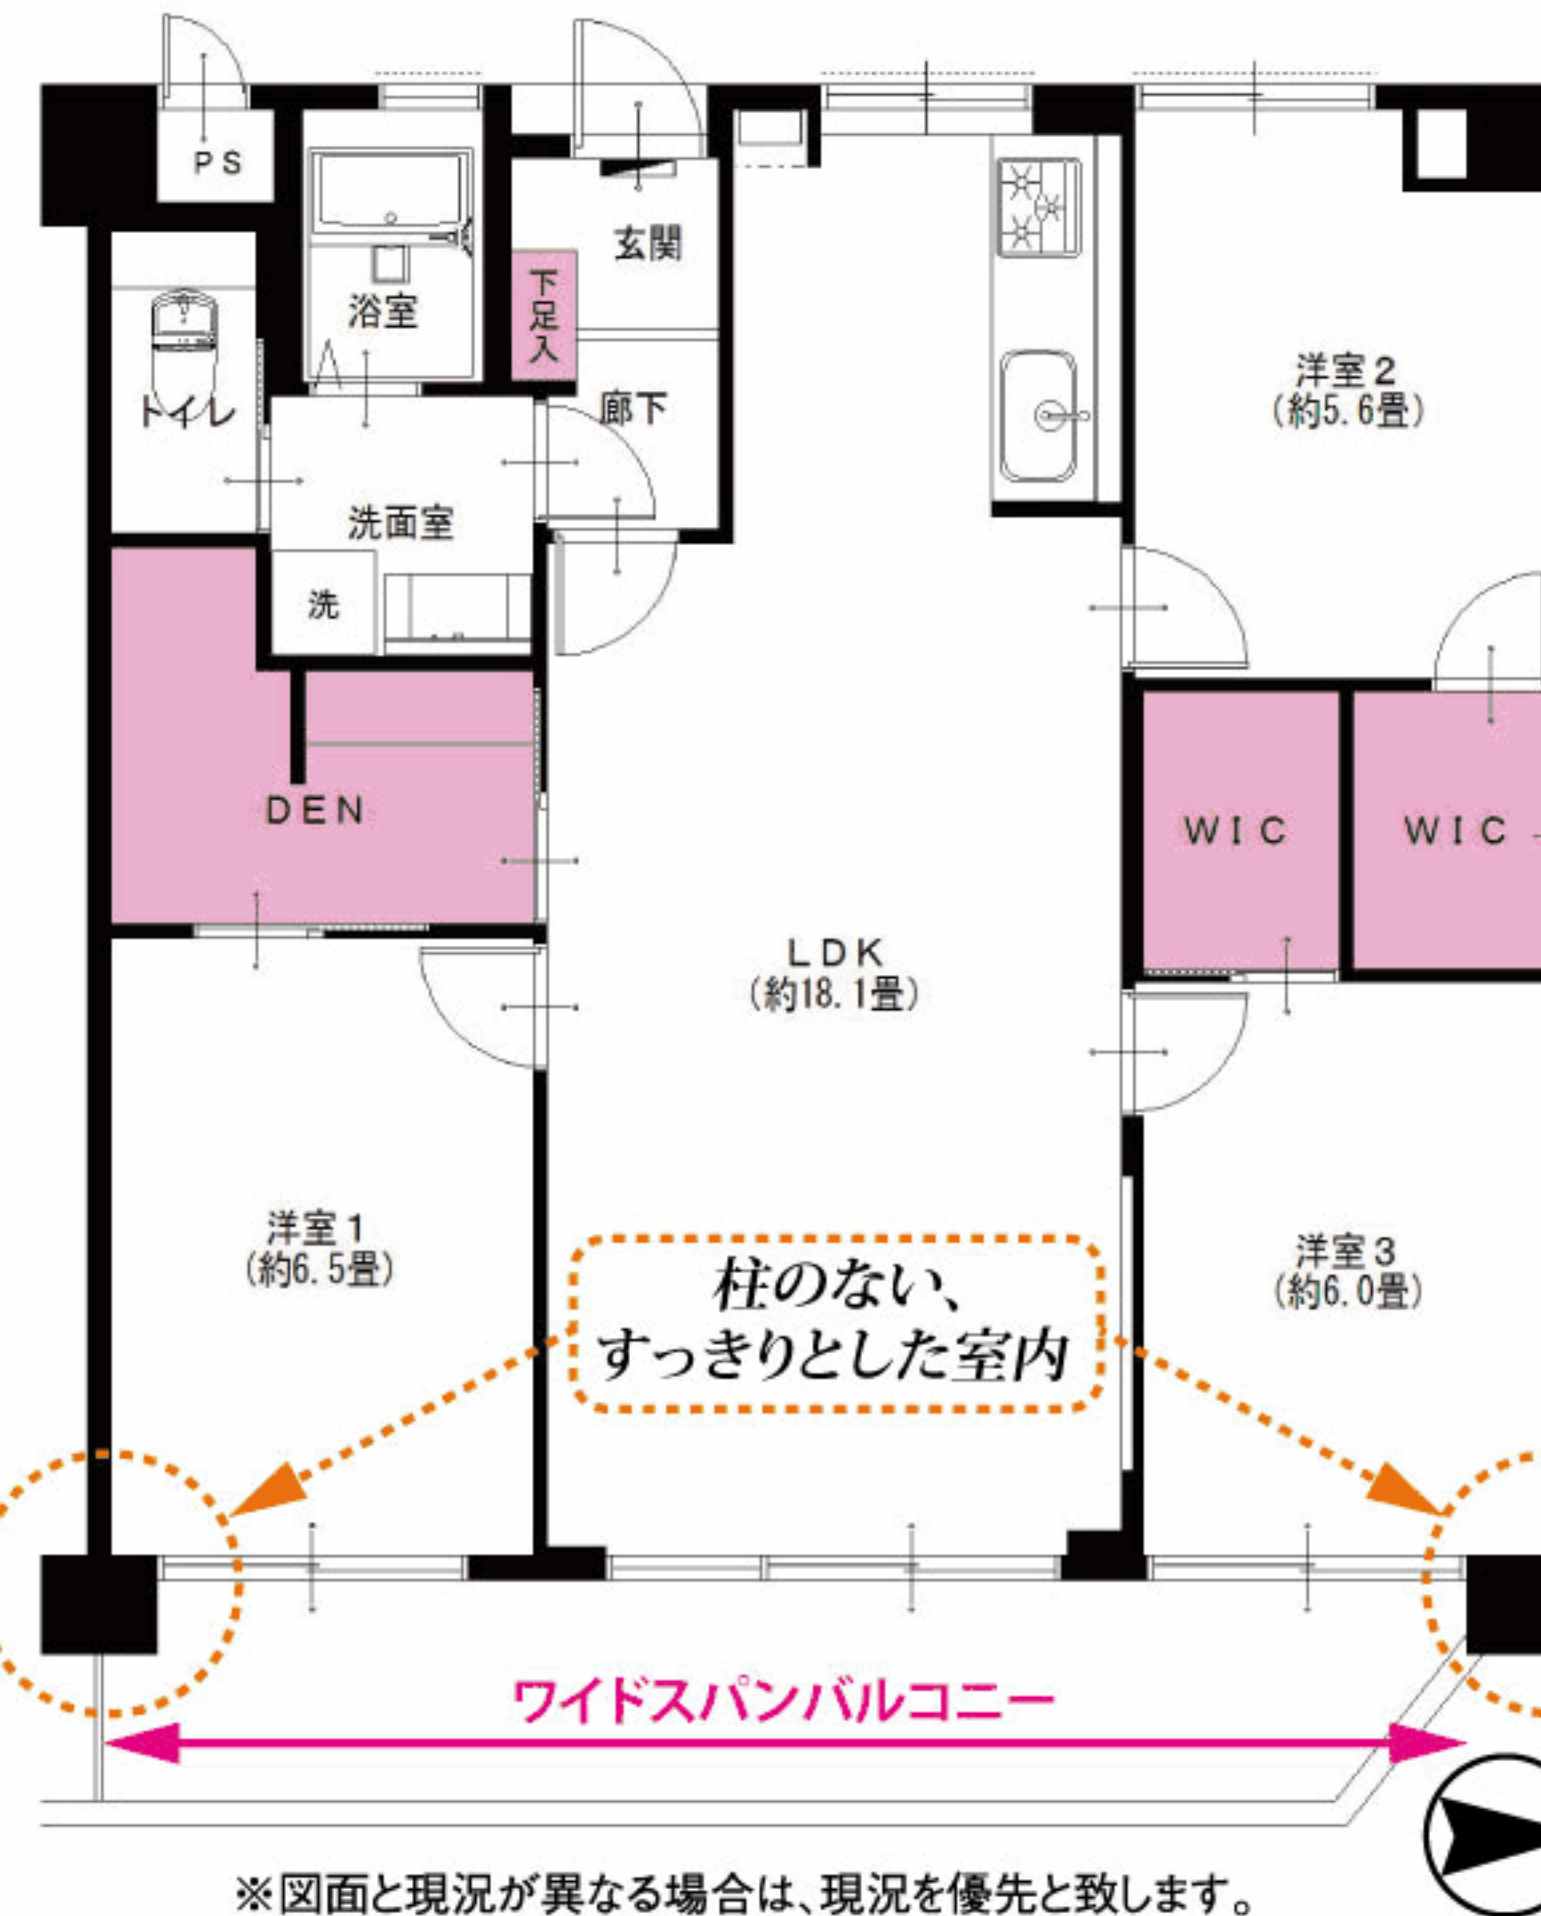 PS
玄関
下足入
浴室
トイレ
廊下
洋室2
(約5.6畳)
洗面室
洗
DEN
WIC
WIC
LDK
(約18.1畳)
洋室1
(約6.5畳)
洋室3
(約6.0畳)
柱のない、
すっきりとした室内
ワイドスパンバルコニー
※図面と現況が異なる場合は、現況を優先と致します。